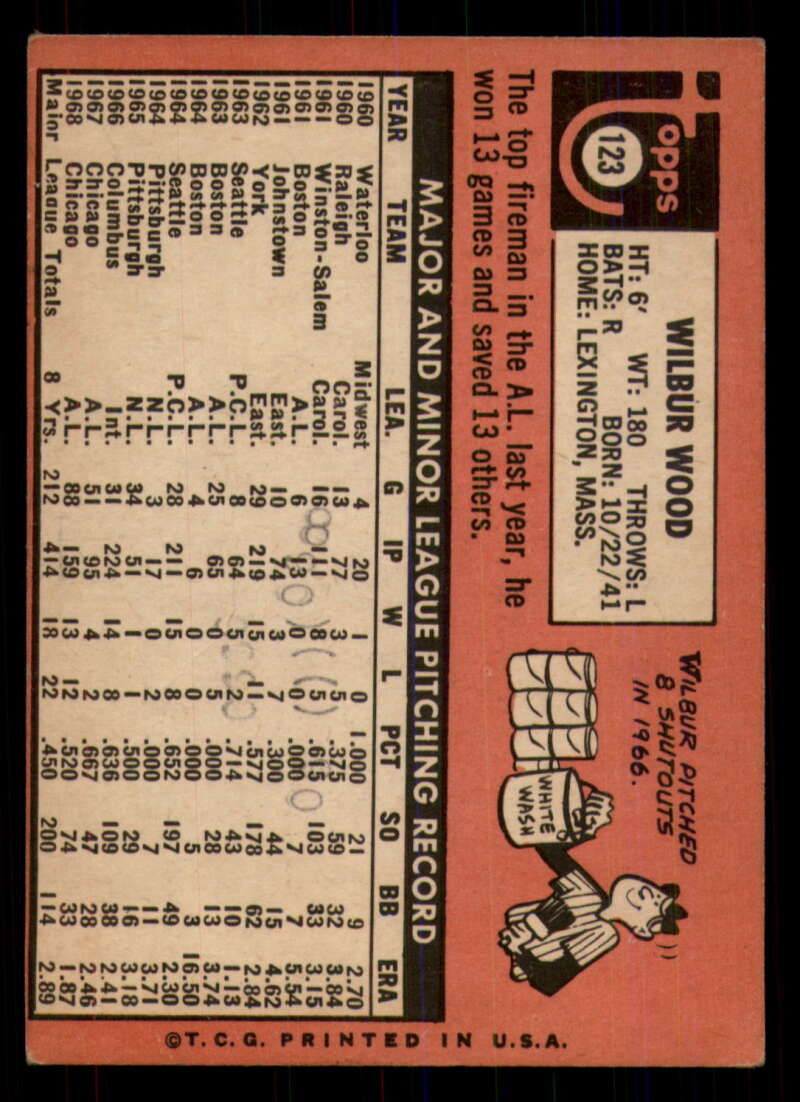 Topps
123
WILBUR WOOD
HT: 6' WT: 180 THROWS: L
BATS: R BORN: 10/22/41
HOME: LEXINGTON, MASS.
WILBUR PITCHED
8 SHUTOUTS
IN 1966.
WHITE
WASH
The top fireman in the A.L. last year, he
won 13 games and saved 13 others.
MAJOR AND MINOR LEAGUE PITCHING RECORD
YEAR TEAM LEA. G IP W L PCT SO BB ERA
1960 Waterloo Midwest 4 20 1 0 1.000 21 9 2.70
1960 Raleigh Carol. 13 77 3 5 .375 59 32 3.84
1961 Winston-Salem Carol. 16 111 8 5 .615 103 33 3.15
1961 Boston A.L. 6 13 0 0 .000 7 7 5.54
1961 Johnstown East. 10 74 3 7 .300 44 15 4.62
1962 York East. 29 219 15 11 .577 178 62 2.84
1963 Seattle P.C.L. 8 64 5 2 .714 43 10 1.13
1963 Boston A.L. 25 65 0 5 .000 28 13 3.74
1964 Boston A.L. 4 6 0 0 .000 5 3 16.50
1964 Seattle P.C.L. 28 211 15 8 .652 197 49 2.30
1964 Pittsburgh N.L. 3 17 0 2 .000 7 11 3.71
1965 Pittsburgh N.L. 34 51 1 1 .500 29 16 3.18
1966 Columbus Int. 31 224 14 8 .636 109 38 2.41
1967 Chicago A.L. 51 95 4 2 .667 47 28 2.46
1968 Chicago A.L. 88 159 13 12 .520 74 33 1.87
Major League Totals 8 Yrs. 212 414 18 22 .450 200 114 2.89
©T.C.G. PRINTED IN U.S.A.